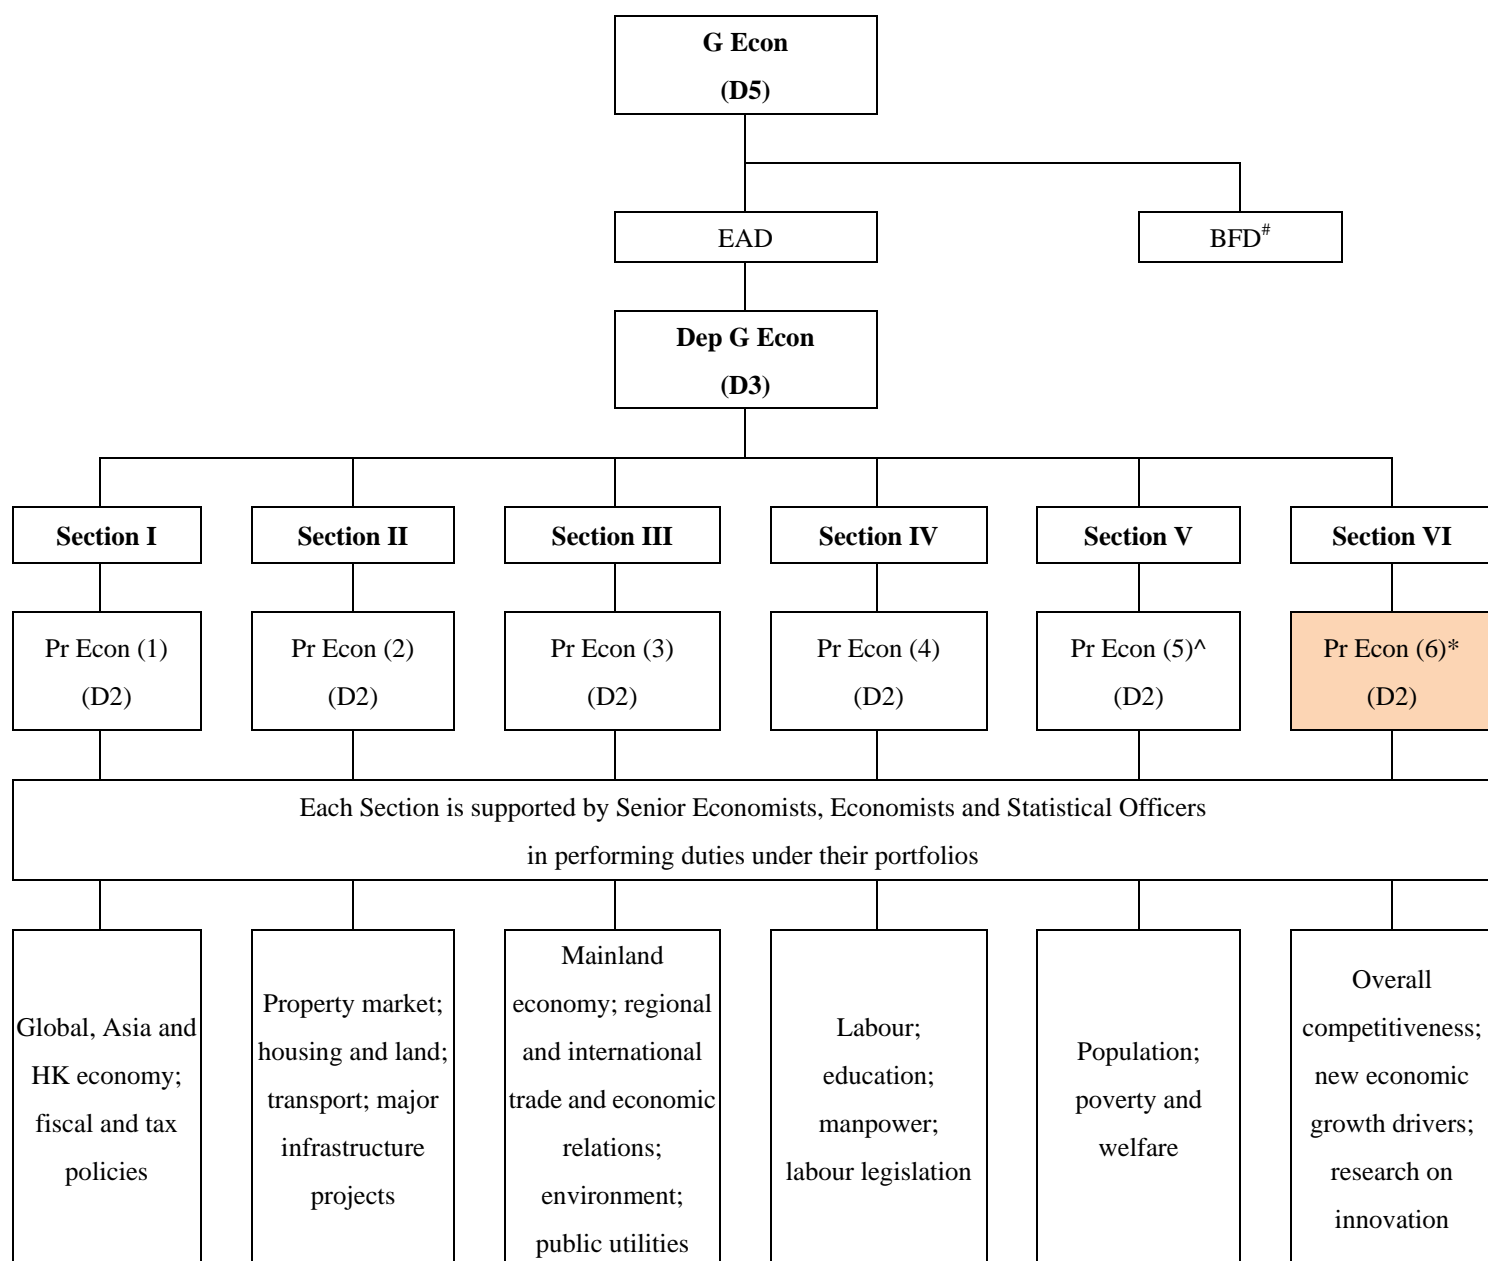 G Econ
(D5)
EAD
BFD#
Dep G Econ
(D3)
Section I
Section II
Section III
Section IV
Section V
Section VI
Pr Econ (1)
(D2)
Pr Econ (2)
(D2)
Pr Econ (3)
(D2)
Pr Econ (4)
(D2)
Pr Econ (5)^
(D2)
Pr Econ (6)*
(D2)
Each Section is supported by Senior Economists, Economists and Statistical Officers
in performing duties under their portfolios
Global, Asia and
HK economy;
fiscal and tax
policies
Property market;
housing and land;
transport; major
infrastructure
projects
Mainland
economy; regional
and international
trade and economic
relations;
environment;
public utilities
Labour;
education;
manpower;
labour legislation
Population;
poverty and
welfare
Overall
competitiveness;
new economic
growth drivers;
research on
innovation